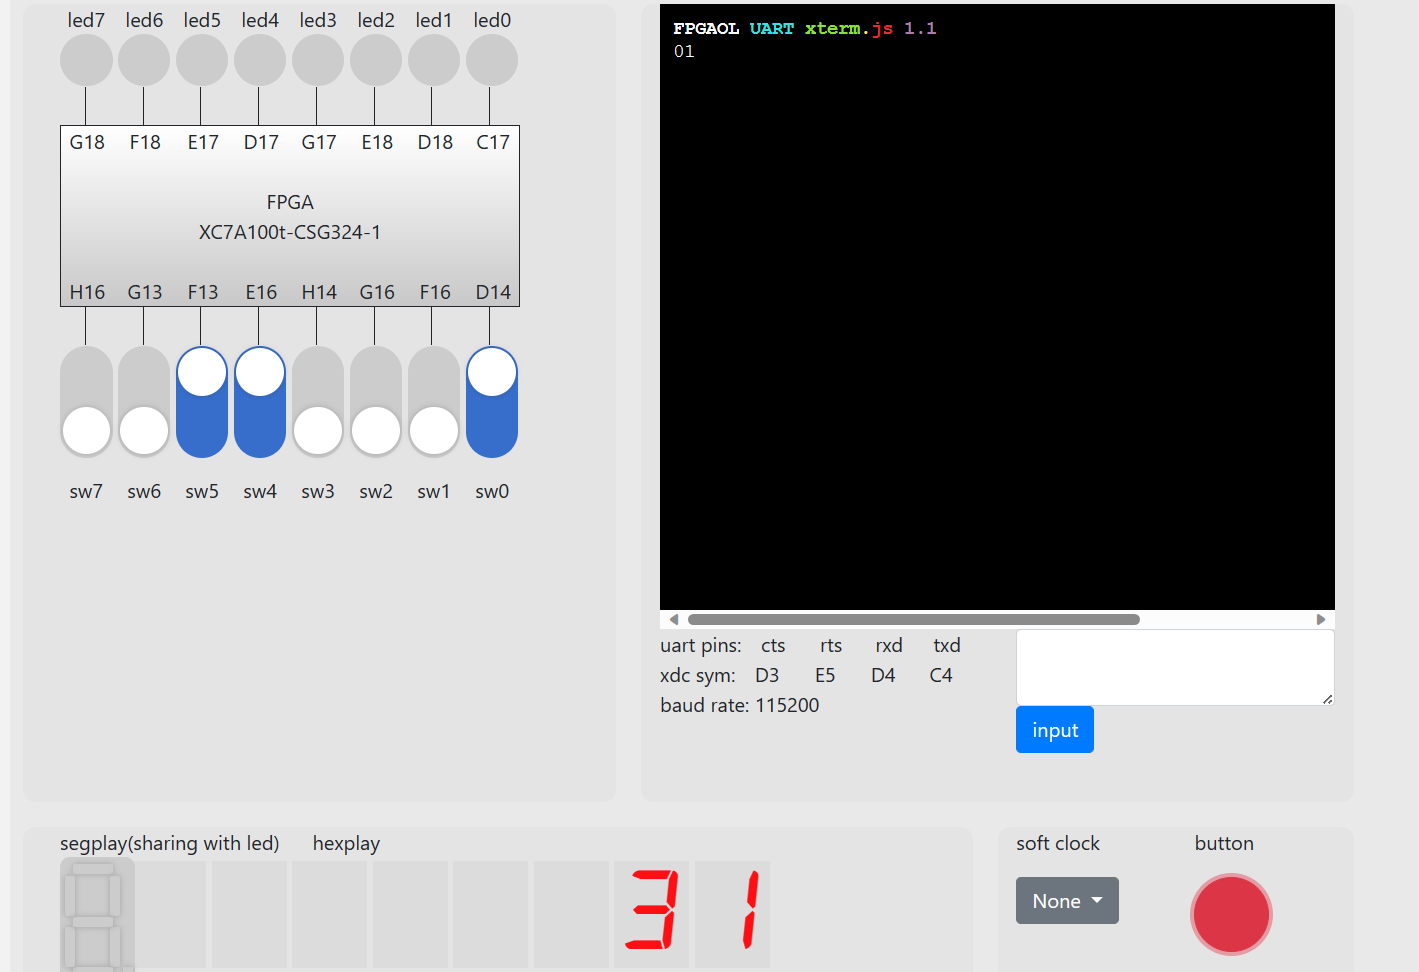 led7 led6 led5 led4 led3 led2 led1 led0
G18 F18 E17 D17 G17 E18 D18 C17
FPGA
XC7A100t-CSG324-1
H16 G13 F13 E16 H14 G16 F16 D14
sw7 sw6 sw5 sw4 sw3 sw2 sw1 sw0
FPGAOL UART xterm.js 1.1
01
uart pins: cts rts rxd txd
xdc sym: D3 E5 D4 C4
baud rate: 115200
input
segplay(sharing with led) hexplay
31
soft clock button
None